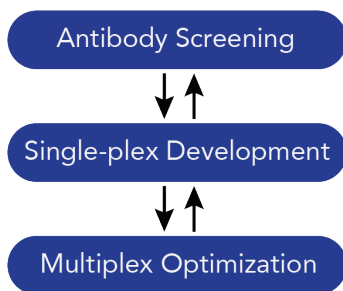 Antibody Screening
Single-plex Development
Multiplex Optimization